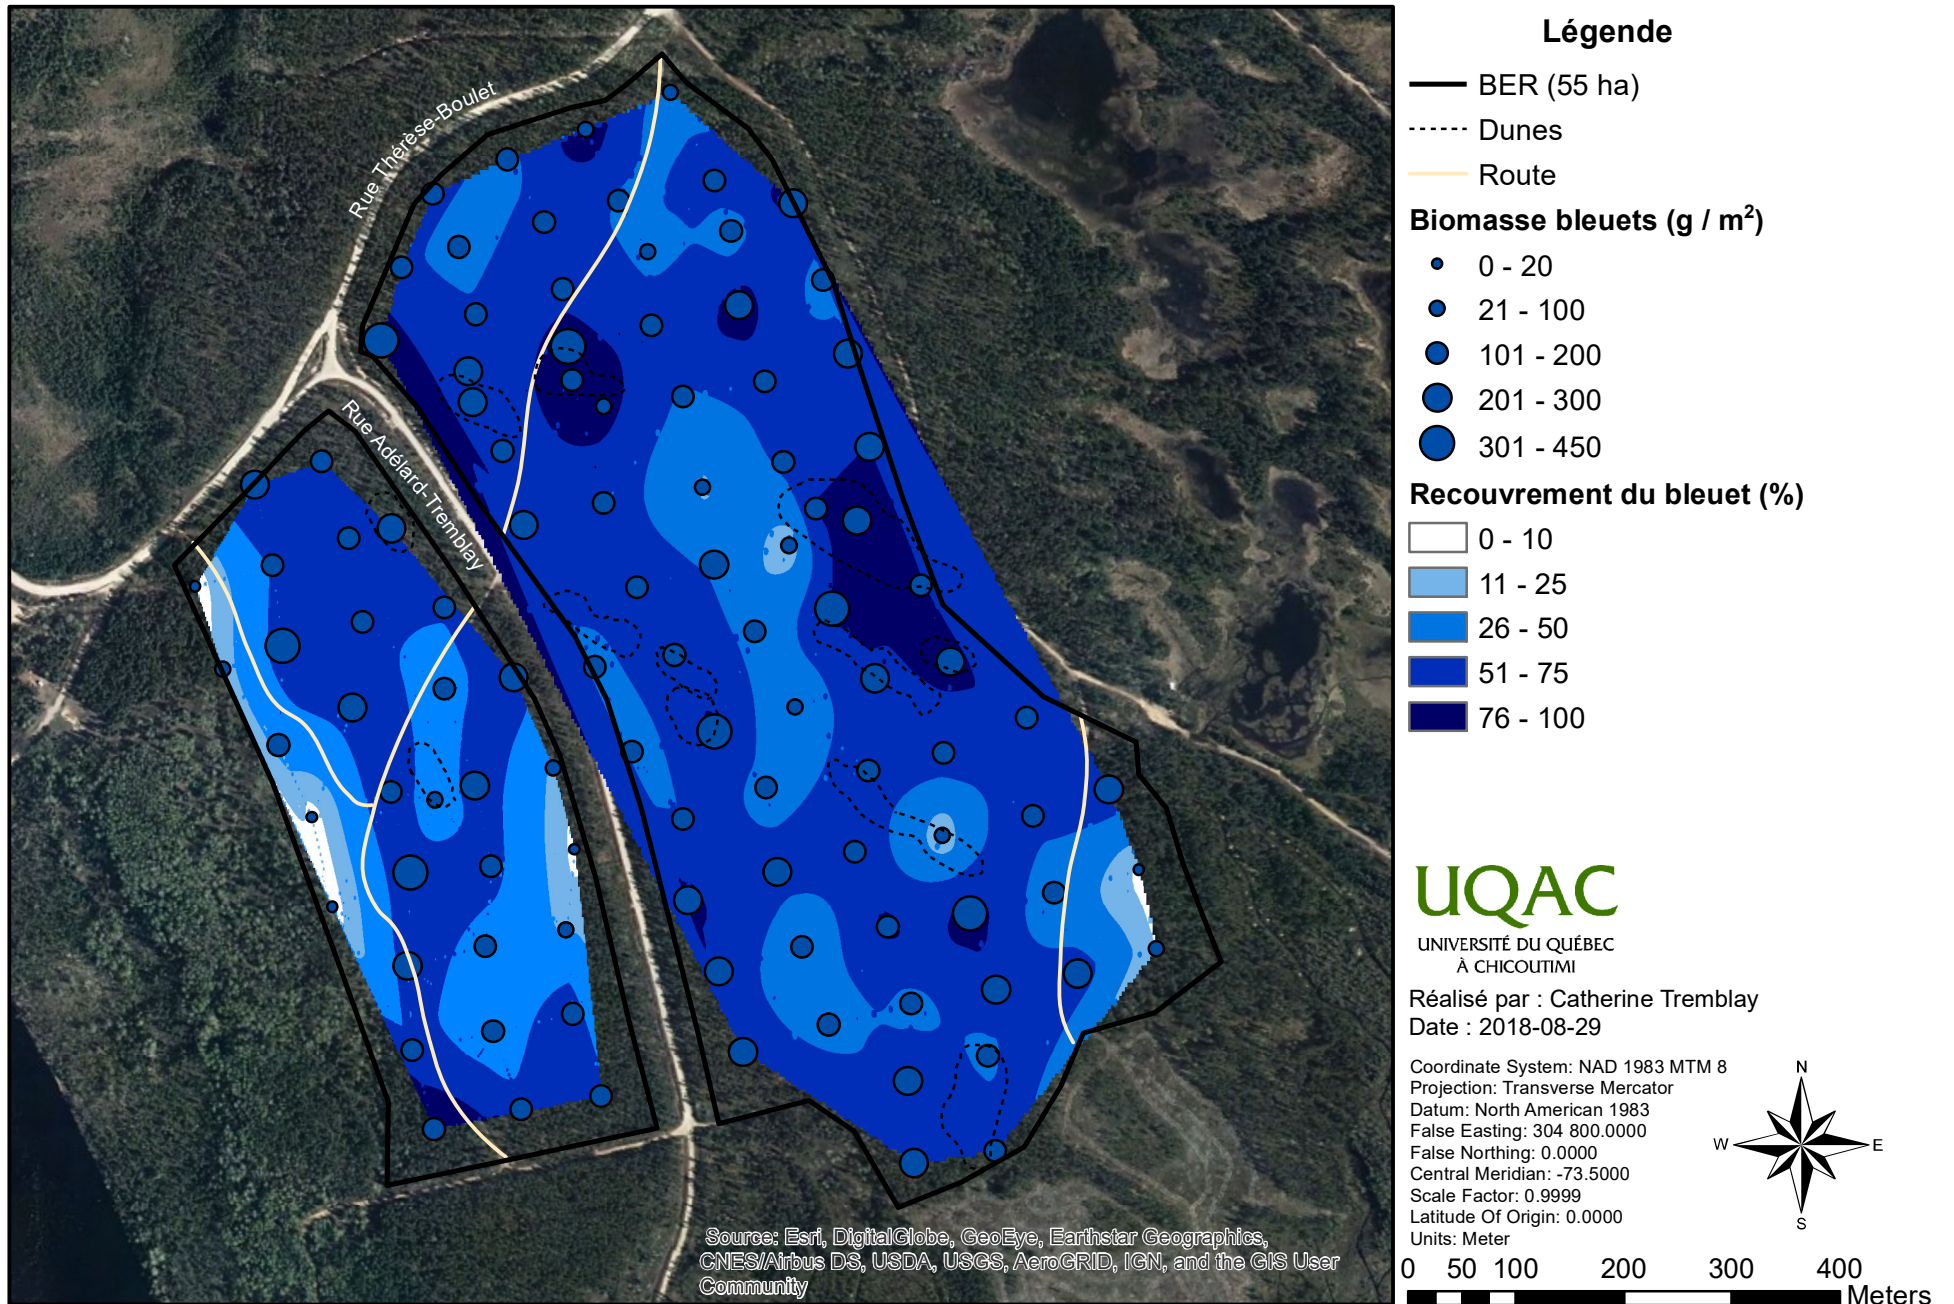 Rue Thérèse-Boulet
Rue Adélard-Tremblay
Source: Esri, DigitalGlobe, GeoEye, Earthstar Geographics,
CNES/Airbus DS, USDA, USGS, AeroGRID, IGN, and the GIS User
Community
Légende
BER (55 ha)
Dunes
Route
Biomasse bleuets (g / m²)
0 - 20
21 - 100
101 - 200
201 - 300
301 - 450
Recouvrement du bleuet (%)
0 - 10
11 - 25
26 - 50
51 - 75
76 - 100
UQAC
UNIVERSITÉ DU QUÉBEC
À CHICOUTIMI
Réalisé par : Catherine Tremblay
Date : 2018-08-29
Coordinate System: NAD 1983 MTM 8
Projection: Transverse Mercator
Datum: North American 1983
False Easting: 304 800.0000
False Northing: 0.0000
Central Meridian: -73.5000
Scale Factor: 0.9999
Latitude Of Origin: 0.0000
Units: Meter
N
W E
S
0 50 100 200 300 400
Meters